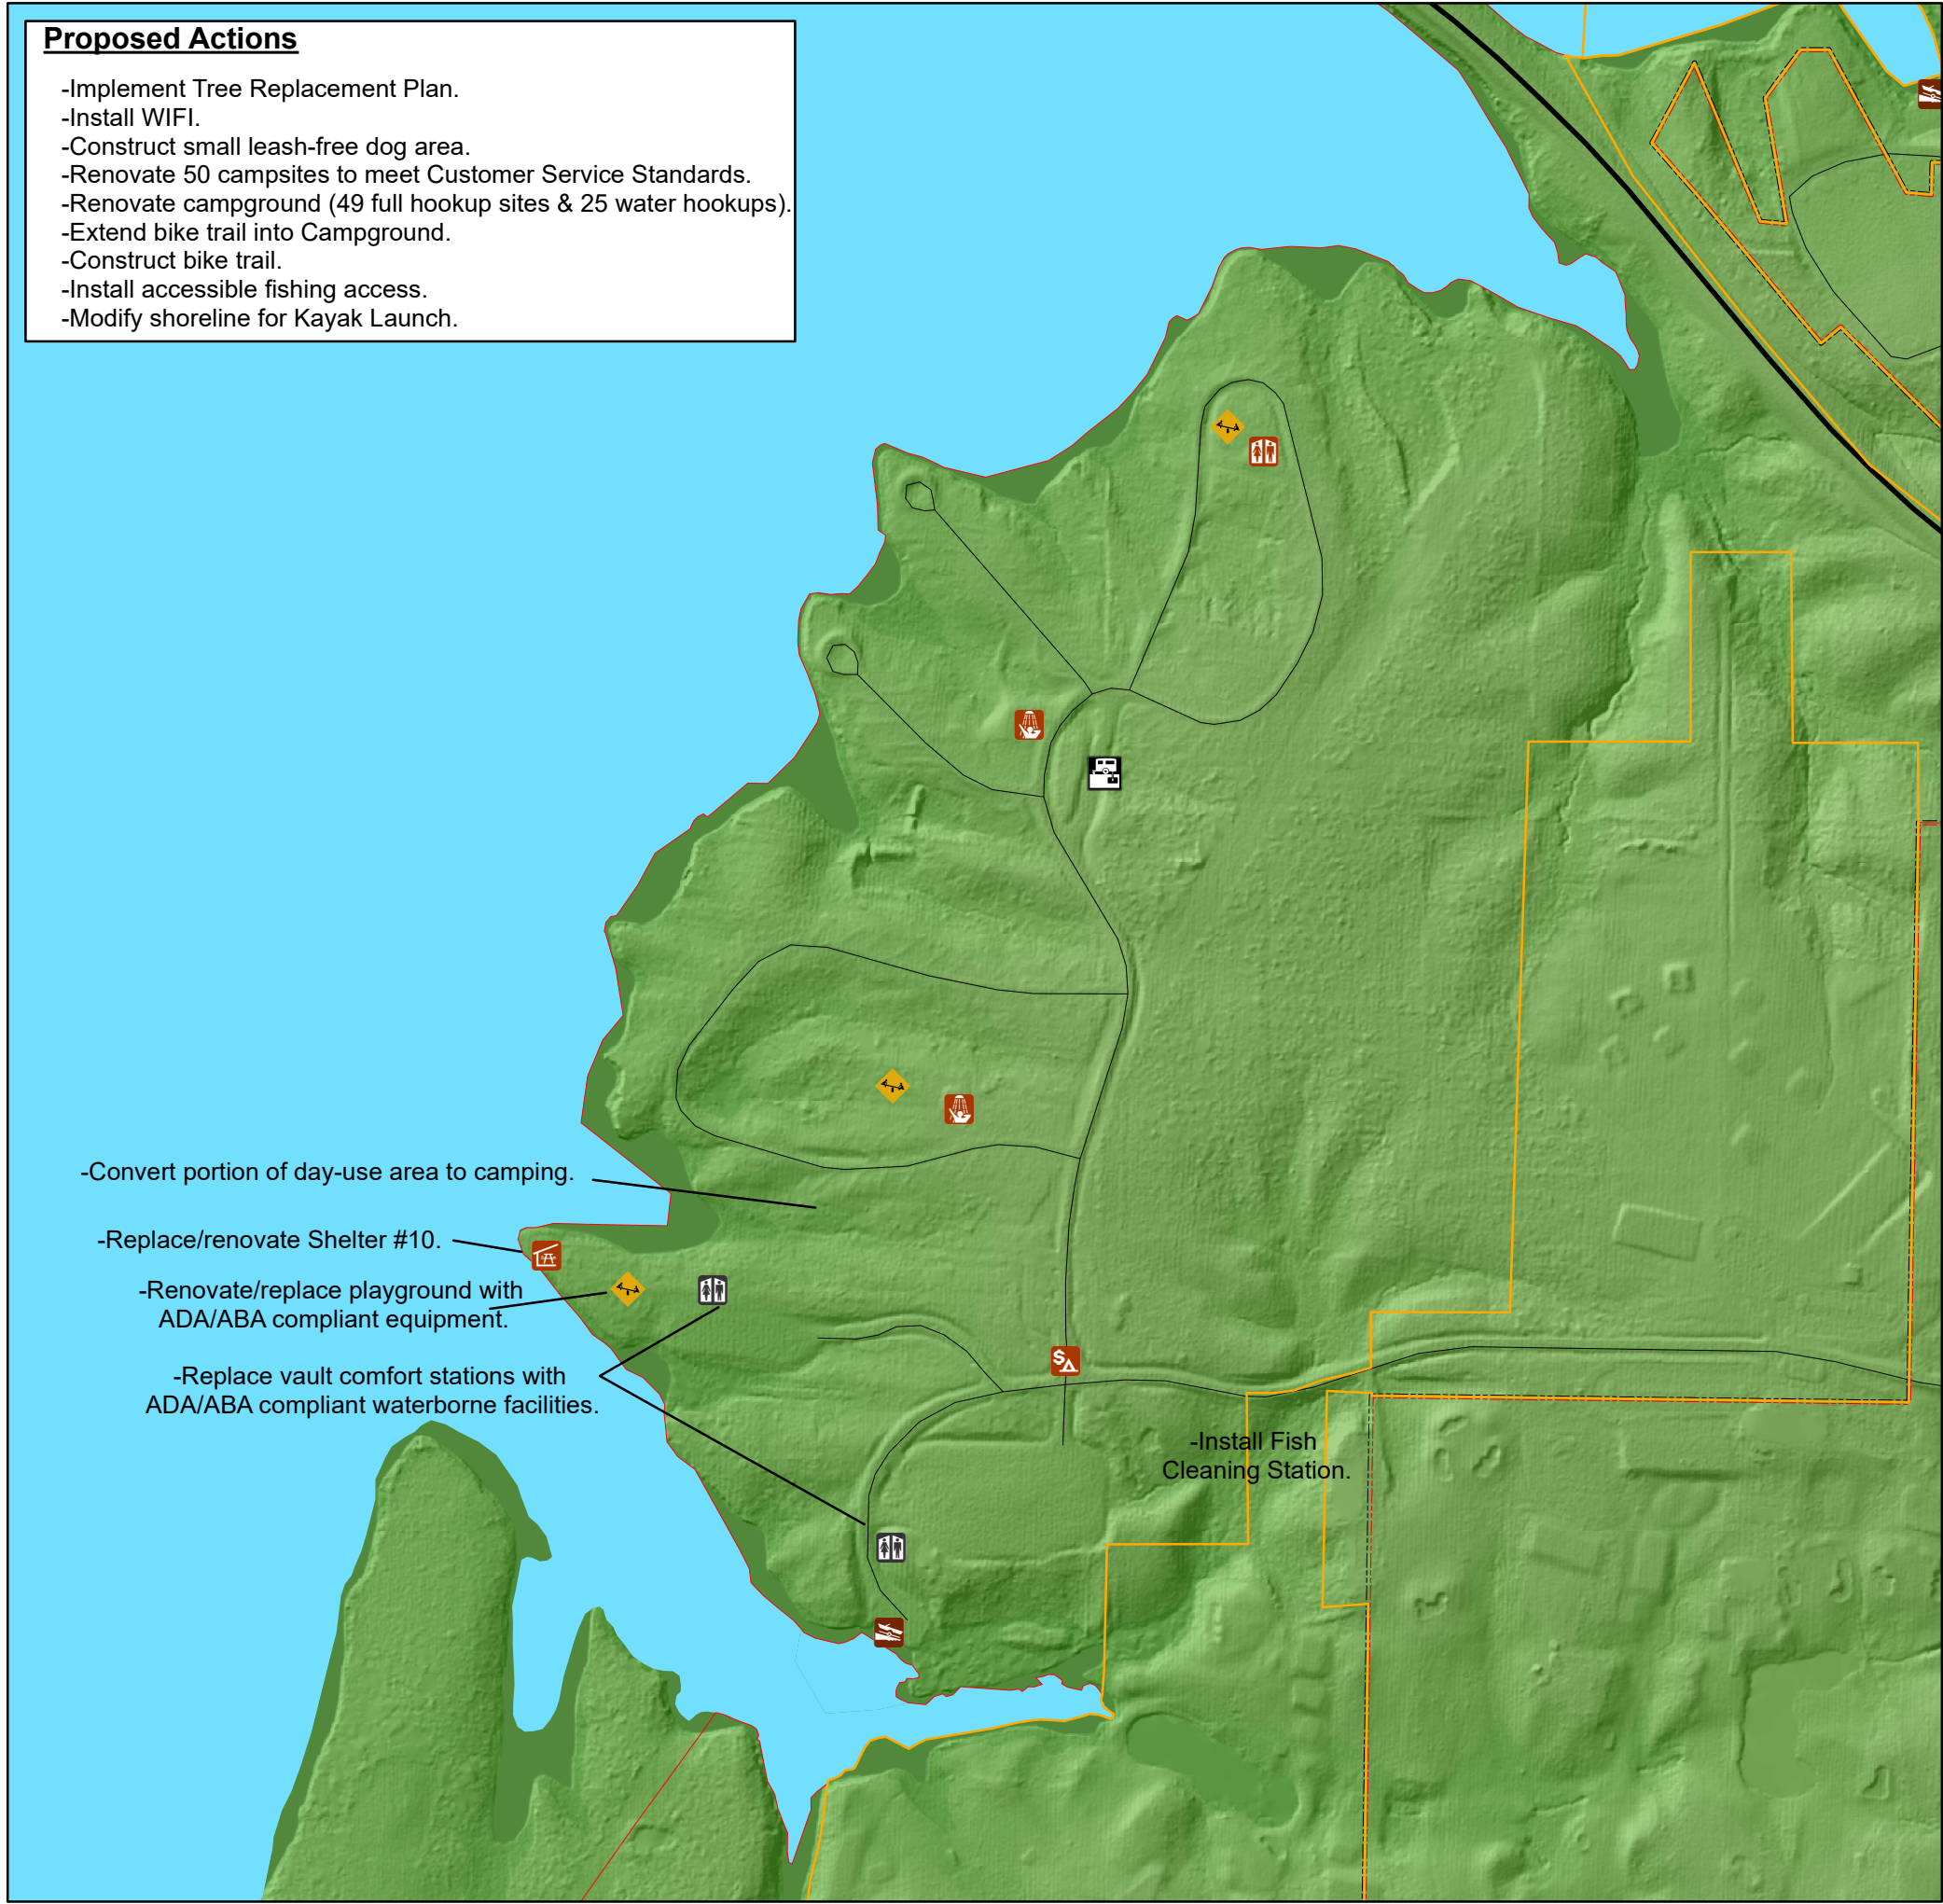 Proposed Actions
-Implement Tree Replacement Plan.
-Install WIFI.
-Construct small leash-free dog area.
-Renovate 50 campsites to meet Customer Service Standards.
-Renovate campground (49 full hookup sites & 25 water hookups).
-Extend bike trail into Campground.
-Construct bike trail.
-Install accessible fishing access.
-Modify shoreline for Kayak Launch.
-Convert portion of day-use area to camping.
-Replace/renovate Shelter #10.
-Renovate/replace playground with
ADA/ABA compliant equipment.
-Replace vault comfort stations with
ADA/ABA compliant waterborne facilities.
$
-Install Fish
Cleaning Station.